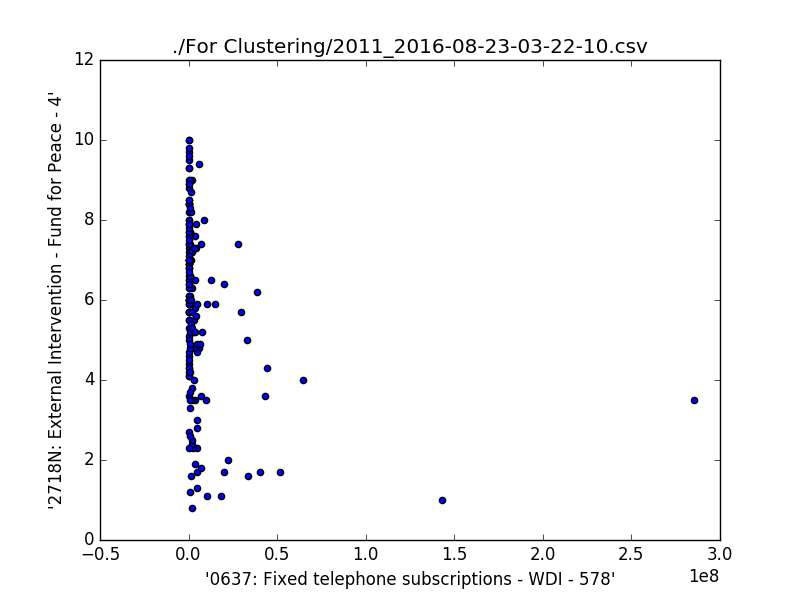 ./For Clustering/2011_2016-08-23-03-22-10.csv
12
10
8
6
4
2
0
'2718N: External Intervention - Fund for Peace - 4'
−0.5 0.0 0.5 1.0 1.5 2.0 2.5 3.0
1e8
'0637: Fixed telephone subscriptions - WDI - 578'